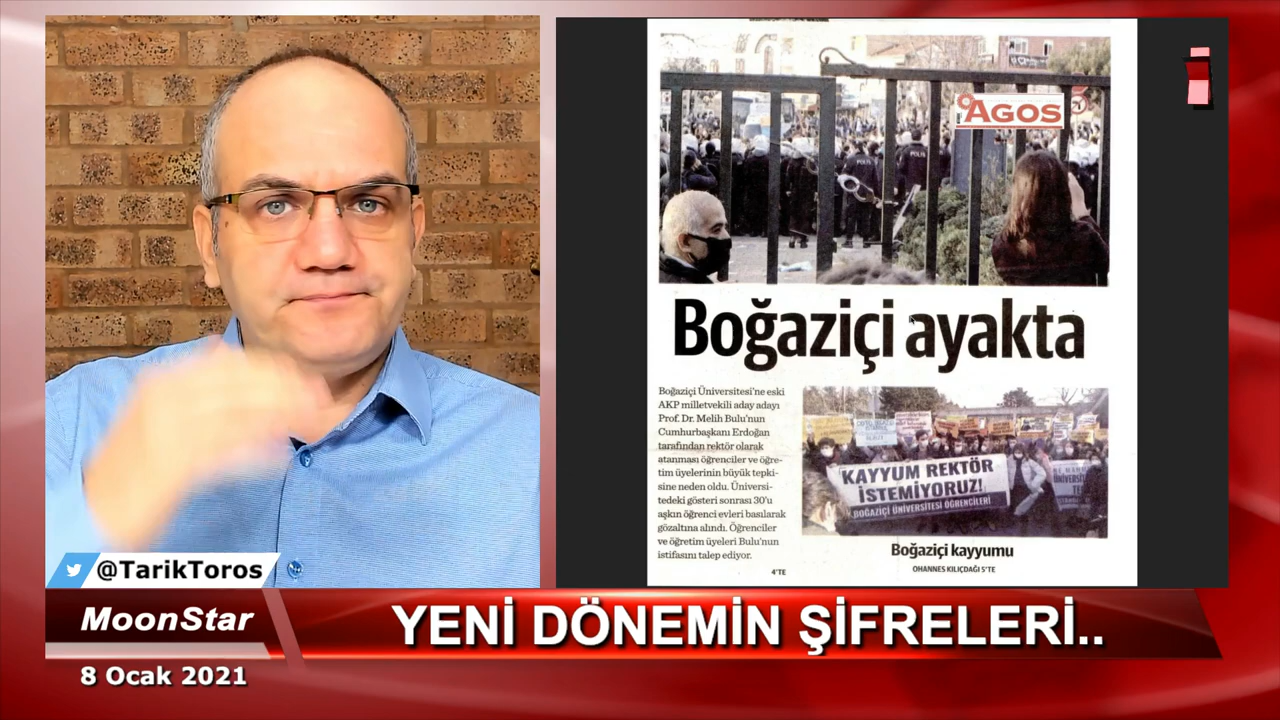 AGOS
POLİS
Boğaziçi ayakta
Boğaziçi Üniversitesi'ne eski
AKP milletvekili aday adayı
Prof. Dr. Melih Bulu'nun
Cumhurbaşkanı Erdoğan
tarafından rektör olarak
atanması öğrenciler ve öğre-
tim üyelerinin büyük tepki-
sine neden oldu. Üniversi-
tedeki gösteri sonrası 30'u
aşkın öğrenci evleri basılarak
gözaltına alındı. Öğrenciler
ve öğretim üyeleri Bulu'nun
istifasını talep ediyor.
4'TE
KAYYUM REKTÖR
İSTEMİYORUZ!
BOĞAZİÇİ ÜNİVERSİTESİ ÖĞRENCİLERİ
Boğaziçi kayyumu
OHANNES KILIÇDAĞI 5'TE
@TarikToros
MoonStar
YENİ DÖNEMİN ŞİFRELERİ..
8 Ocak 2021